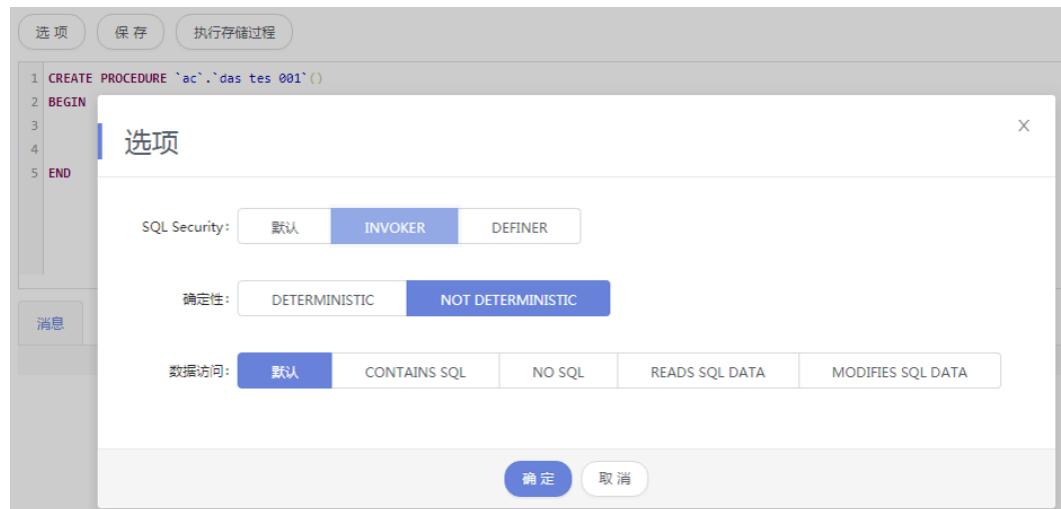 选 项 保 存 执行存储过程
1 CREATE PROCEDURE `ac`.`das tes 001`()
2 BEGIN
3
4
5 END
选项 X
SQL Security: 默认 INVOKER DEFINER
确定性: DETERMINISTIC NOT DETERMINISTIC
消息
数据访问: 默认 CONTAINS SQL NO SQL READS SQL DATA MODIFIES SQL DATA
确 定 取 消